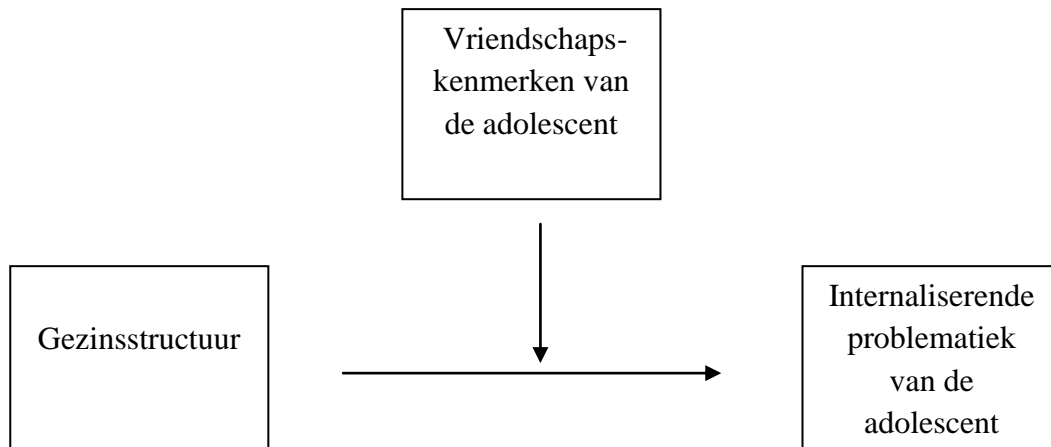 Vriendschaps-
kenmerken van
de adolescent
Gezinsstructuur
Internaliserende
problematiek
van de
adolescent